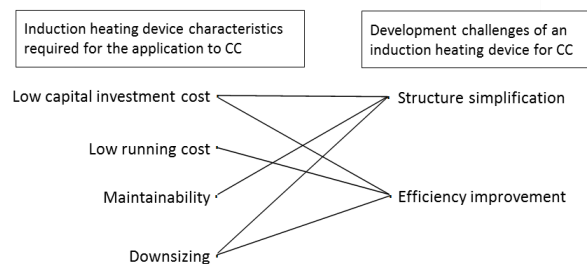 Induction heating device characteristics
required for the application to CC
Development challenges of an
induction heating device for CC
Low capital investment cost
Structure simplification
Low running cost
Maintainability
Efficiency improvement
Downsizing